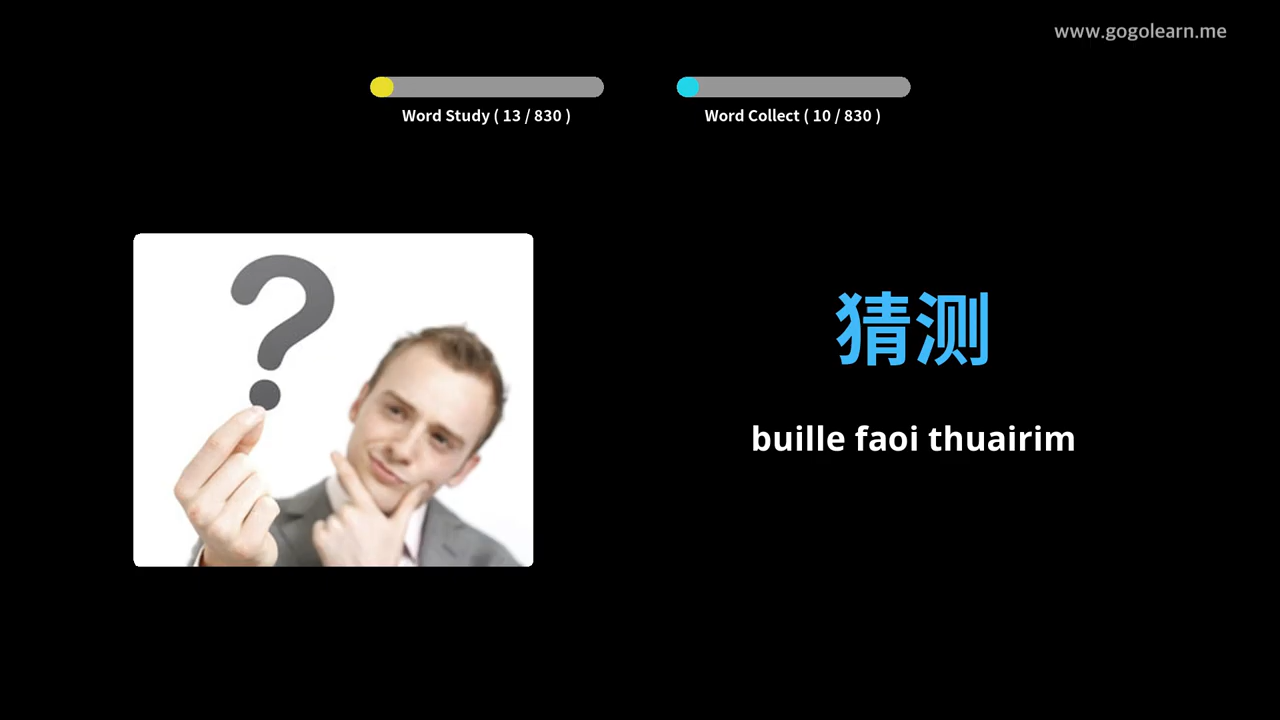 www.gogolearn.me
Word Study ( 13 / 830 )
Word Collect ( 10 / 830 )
猜测
buille faoi thuairim